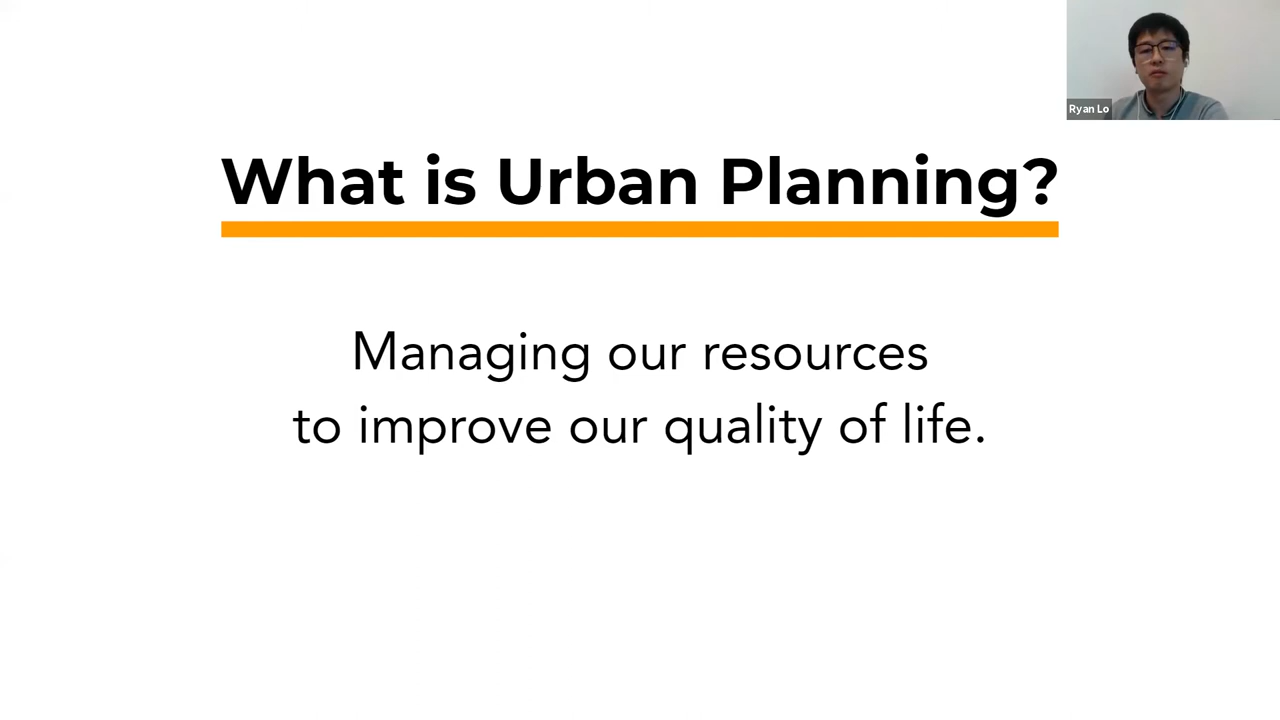 Ryan Lo
What is Urban Planning?
Managing our resources
to improve our quality of life.